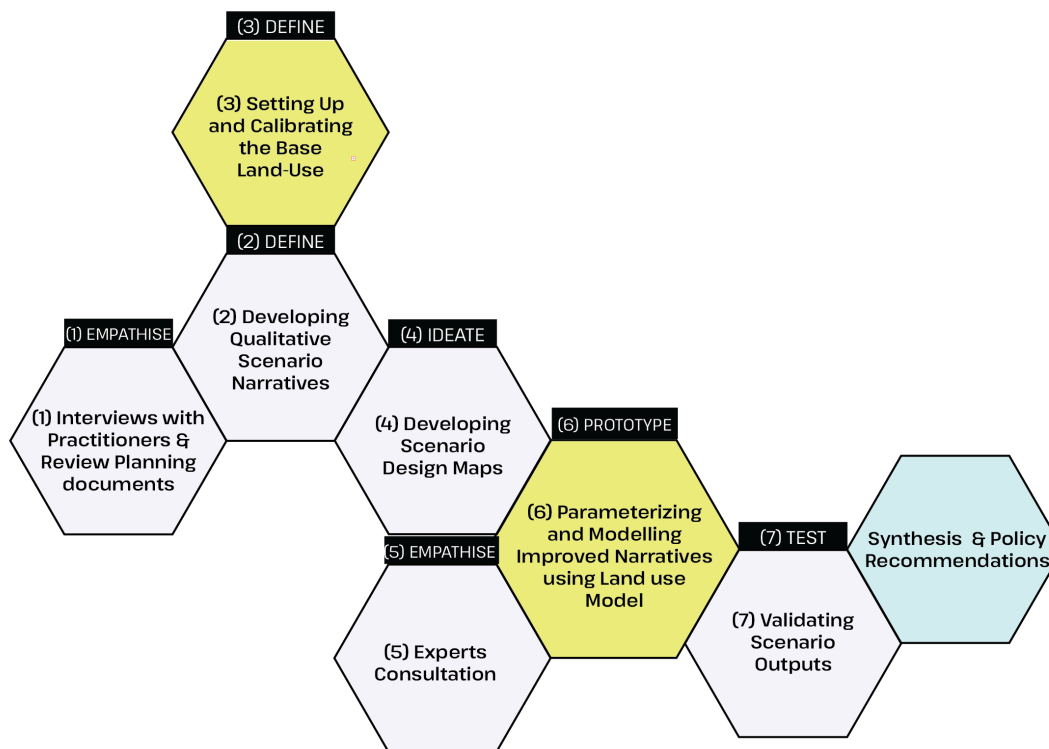 (3) DEFINE
(3) Setting Up
and Calibrating
the Base
Land-Use
(2) DEFINE
(2) Developing
Qualitative
Scenario
Narratives
(1) EMPATHISE
(1) Interviews with
Practitioners &
Review Planning
documents
(4) IDEATE
(4) Developing
Scenario
Design Maps
(5) EMPATHISE
(5) Experts
Consultation
(6) PROTOTYPE
(6) Parameterizing
and Modelling
Improved Narratives
using Land use
Model
(7) TEST
(7) Validating
Scenario
Outputs
Synthesis & Policy
Recommendations